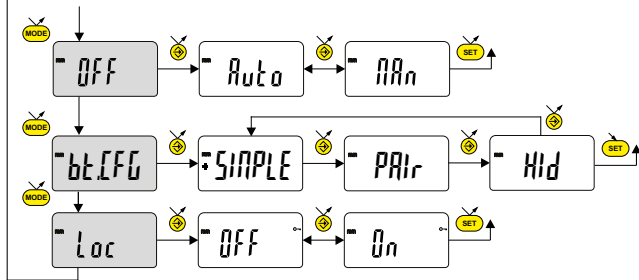 MODE
OFF Auto MAn SET
MODE
bt.CFG SIMPLE PAIr Hid SET
MODE
Loc OFF On SET